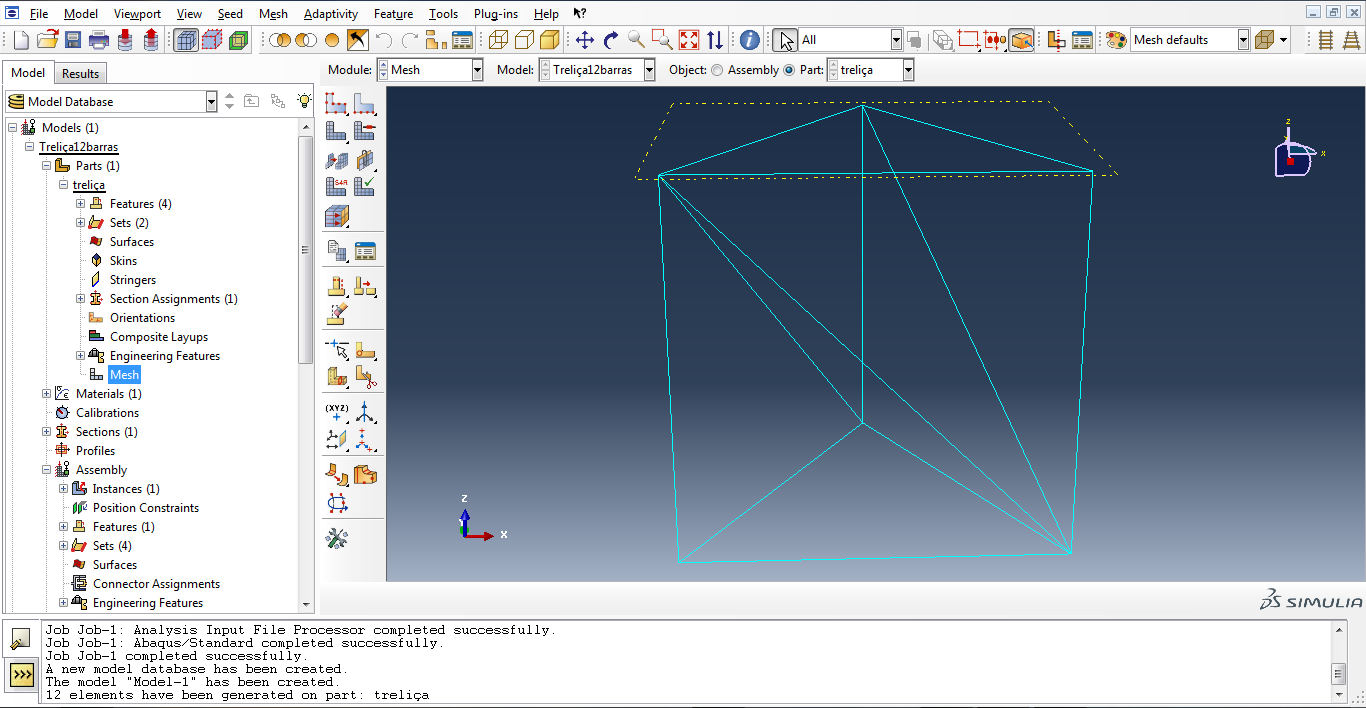 File Model Viewport View Seed Mesh Adaptivity Feature Tools Plug-ins Help
All
Mesh defaults
Model Results
Module: Mesh Model: Treliça12barras Object: Assembly Part: treliça
Model Database
Models (1)
Treliça12barras
Parts (1)
treliça
Features (4)
Sets (2)
Surfaces
Skins
Stringers
Section Assignments (1)
Orientations
Composite Layups
Engineering Features
Mesh
Materials (1)
Calibrations
Sections (1)
Profiles
Assembly
Instances (1)
Position Constraints
Features (1)
Sets (4)
Surfaces
Connector Assignments
Engineering Features
S4R
(XYZ)
Z
X
Z
X
SIMULIA
Job Job-1: Analysis Input File Processor completed successfully.
Job Job-1: Abaqus/Standard completed successfully.
Job Job-1 completed successfully.
A new model database has been created.
The model "Model-1" has been created.
12 elements have been generated on part: treliça